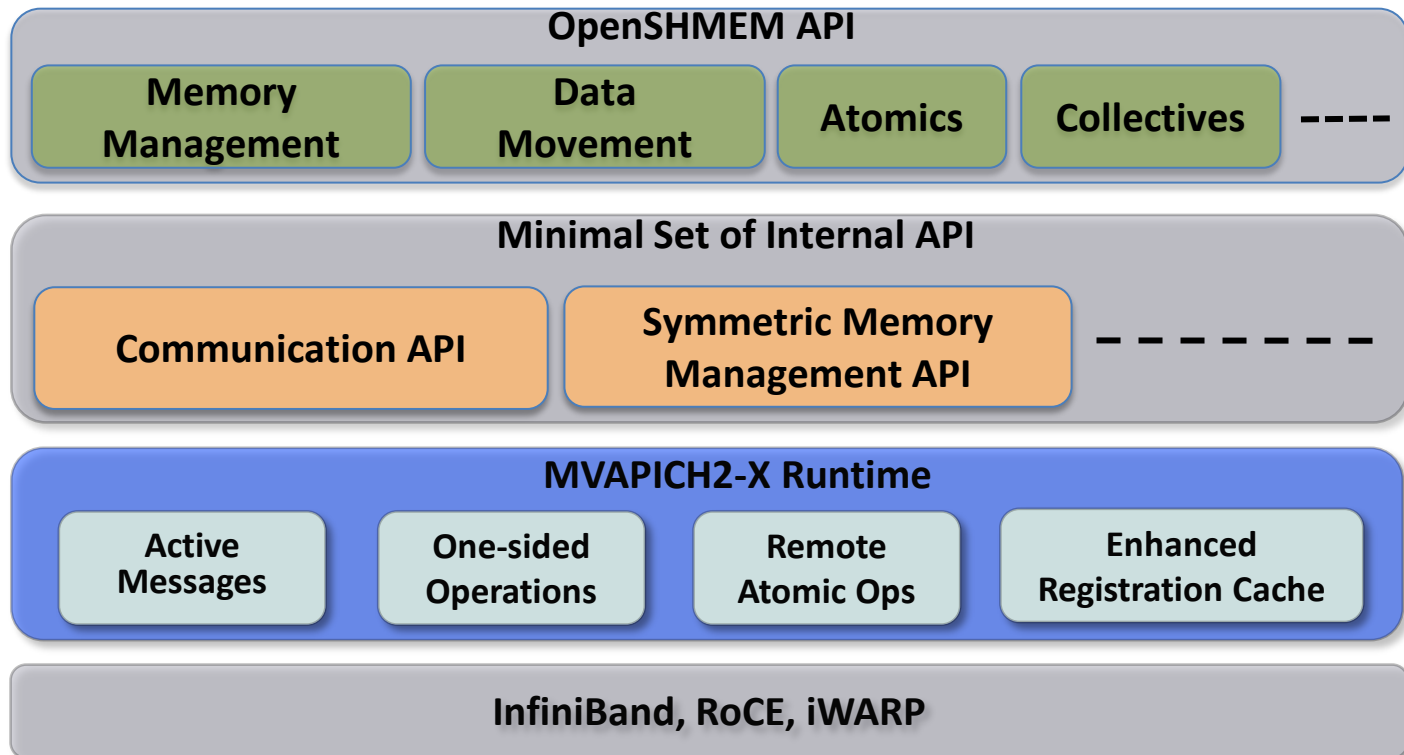 OpenSHMEM API
Memory
Management
Data
Movement
Atomics
Collectives
Minimal Set of Internal API
Communication API
Symmetric Memory
Management API
MVAPICH2-X Runtime
Active
Messages
One-sided
Operations
Remote
Atomic Ops
Enhanced
Registration Cache
InfiniBand, RoCE, iWARP